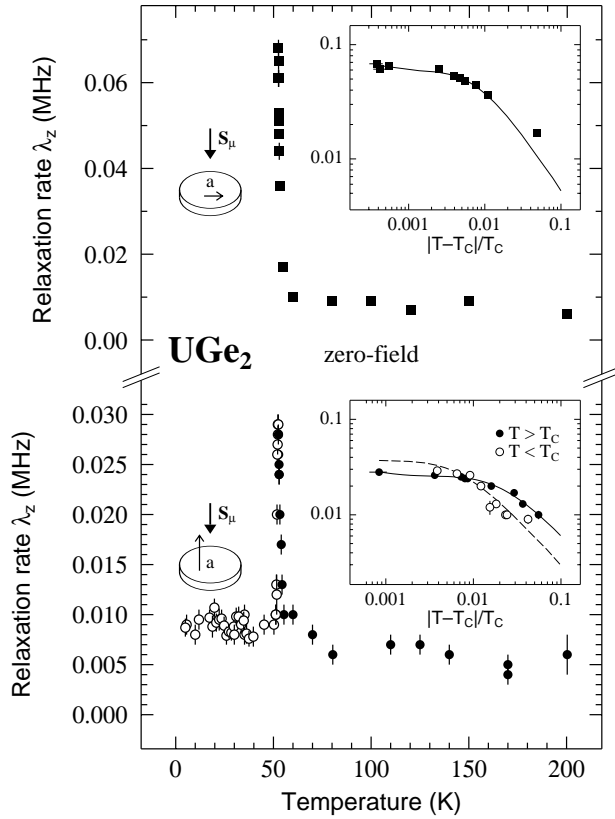 Relaxation rate λz (MHz)
0.06
0.04
0.02
0.00
Sμ
a
0.1
0.01
0.001 0.01 0.1
|T−TC|/TC
UGe2
zero-field
Relaxation rate λz (MHz)
0.030
0.025
0.020
0.015
0.010
0.005
0.000
Sμ
a
0.1
0.01
T > TC
T < TC
0.001 0.01 0.1
|T−TC|/TC
0 50 100 150 200
Temperature (K)